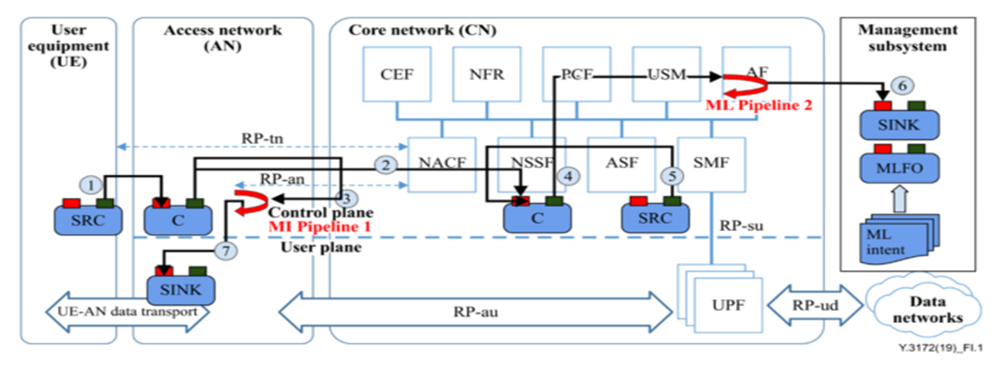 User
equipment
(UE)
Access network
(AN)
Core network (CN)
Management
subsystem
CEF
NFR
PCF
USM
AF
6
ML Pipeline 2
SINK
RP-tn
NACF
NSSF
ASF
SMF
MLFO
2
4
5
RP-an
1
3
SRC
C
Control plane
MI Pipeline 1
C
SRC
RP-su
ML
intent
7
User plane
SINK
UE-AN data transport
RP-au
UPF
RP-ud
Data
networks
Y.3172(19)_FI.1